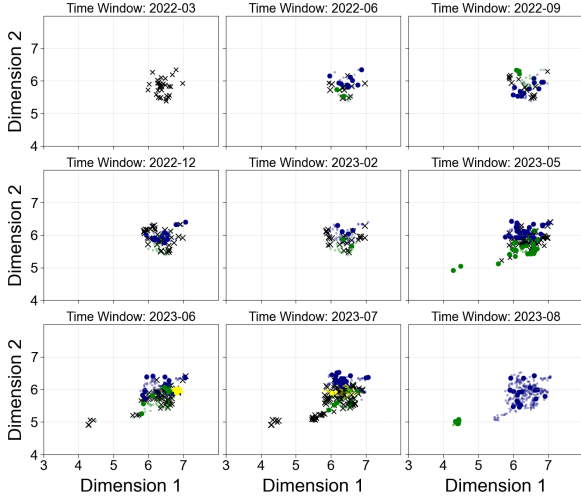 Time Window: 2022-03
Time Window: 2022-06
Time Window: 2022-09
Dimension 2
7
6
5
4
Time Window: 2022-12
Time Window: 2023-02
Time Window: 2023-05
Dimension 2
7
6
5
4
Time Window: 2023-06
Time Window: 2023-07
Time Window: 2023-08
Dimension 2
7
6
5
4
3 4 5 6 7 3 4 5 6 7 3 4 5 6 7
Dimension 1 Dimension 1 Dimension 1